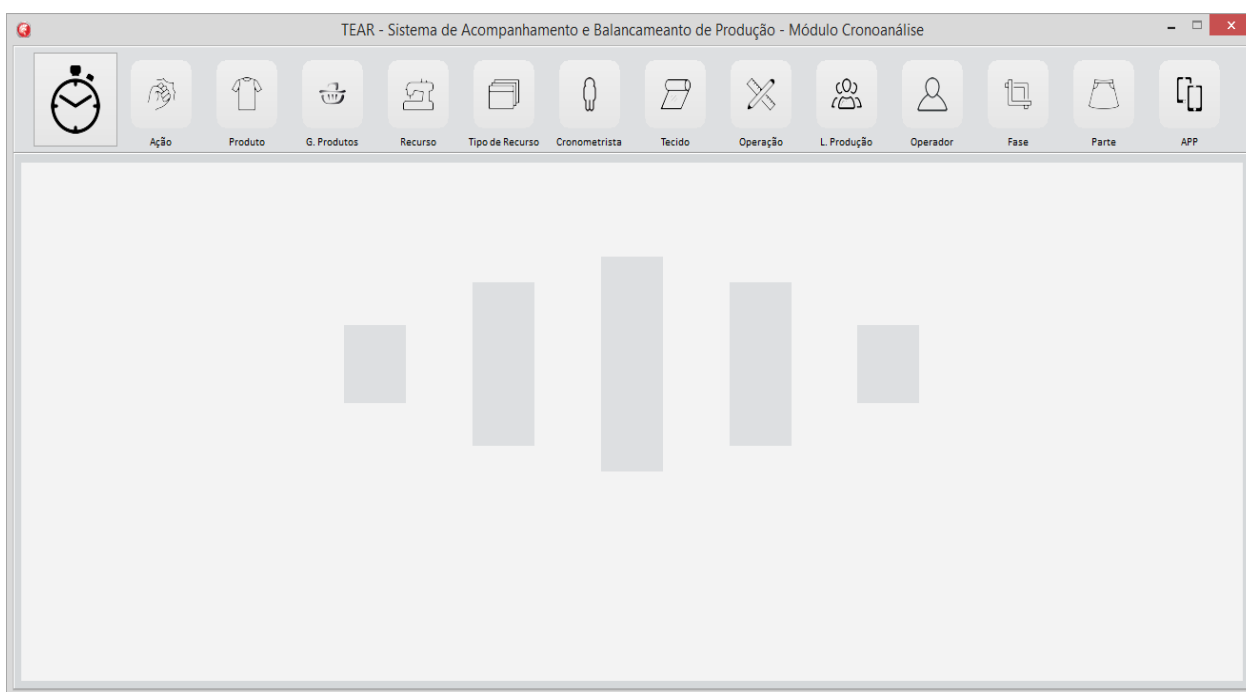 TEAR - Sistema de Acompanhamento e Balancameanto de Produção - Módulo Cronoanálise
Ação Produto G. Produtos Recurso Tipo de Recurso Cronometrista Tecido Operação L. Produção Operador Fase Parte APP